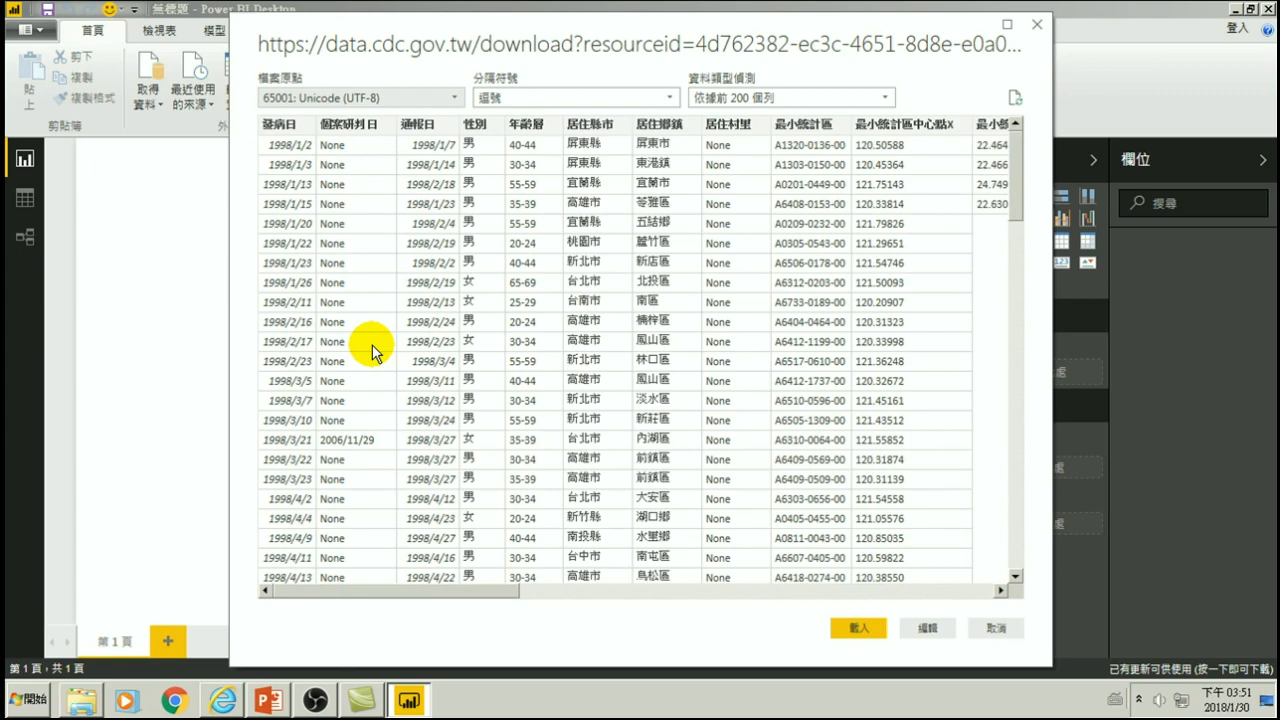 無標題 - Power BI Desktop
首頁
檢視表
模型
登入
貼上
剪下
複製
複製格式
剪貼簿
取得資料
最近使用的來源
https://data.cdc.gov.tw/download?resourceid=4d762382-ec3c-4651-8d8e-e0a0...
檔案原點 分隔符號 資料類型偵測
65001: Unicode (UTF-8) 逗號 依據前 200 個列
發病日 個案研判日 通報日 性別 年齡層 居住縣市 居住鄉鎮 居住村里 最小統計區 最小統計區中心點X 最小
1998/1/2 None 1998/1/7 男 40-44 屏東縣 屏東市 None A1320-0136-00 120.50588 22.464
1998/1/3 None 1998/1/14 男 30-34 屏東縣 東港鎮 None A1303-0150-00 120.45364 22.466
1998/1/13 None 1998/2/18 男 55-59 宜蘭縣 宜蘭市 None A0201-0449-00 121.75143 24.749
1998/1/15 None 1998/1/23 男 35-39 高雄市 苓雅區 None A6408-0153-00 120.33814 22.630
1998/1/20 None 1998/2/4 男 55-59 宜蘭縣 五結鄉 None A0209-0232-00 121.79826
1998/1/22 None 1998/2/19 男 20-24 桃園市 蘆竹區 None A0305-0543-00 121.29651
1998/1/23 None 1998/2/2 男 40-44 新北市 新店區 None A6506-0178-00 121.54746
1998/1/26 None 1998/2/19 女 65-69 台北市 北投區 None A6312-0203-00 121.50093
1998/2/11 None 1998/2/13 女 25-29 台南市 南區 None A6733-0189-00 120.20907
1998/2/16 None 1998/2/24 男 20-24 高雄市 楠梓區 None A6404-0464-00 120.31323
1998/2/17 None 1998/2/23 女 30-34 高雄市 鳳山區 None A6412-1199-00 120.33998
1998/2/23 None 1998/3/4 男 55-59 新北市 林口區 None A6517-0610-00 121.36248
1998/3/5 None 1998/3/11 男 40-44 高雄市 鳳山區 None A6412-1737-00 120.32672
1998/3/7 None 1998/3/12 男 30-34 新北市 淡水區 None A6510-0596-00 121.45161
1998/3/10 None 1998/3/24 男 55-59 新北市 新莊區 None A6505-1309-00 121.43512
1998/3/21 2006/11/29 1998/3/27 女 35-39 台北市 內湖區 None A6310-0064-00 121.55852
1998/3/22 None 1998/3/27 男 30-34 高雄市 前鎮區 None A6409-0569-00 120.31874
1998/3/23 None 1998/3/27 男 35-39 高雄市 前鎮區 None A6409-0509-00 120.31139
1998/4/2 None 1998/4/12 男 30-34 台北市 大安區 None A6303-0656-00 121.54558
1998/4/4 None 1998/4/23 女 20-24 新竹縣 湖口鄉 None A0405-0455-00 121.05576
1998/4/9 None 1998/4/27 男 40-44 南投縣 水里鄉 None A0811-0043-00 120.85035
1998/4/11 None 1998/4/16 男 30-34 台中市 南屯區 None A6607-0405-00 120.59822
1998/4/13 None 1998/4/22 男 30-34 高雄市 鳥松區 None A6418-0274-00 120.38550
載入 編輯 取消
欄位
搜尋
123
處
處
處
第 1 頁
第 1 頁，共 1 頁
已有更新可供使用 (按一下即可下載)
開始
下午 03:51
2018/1/30